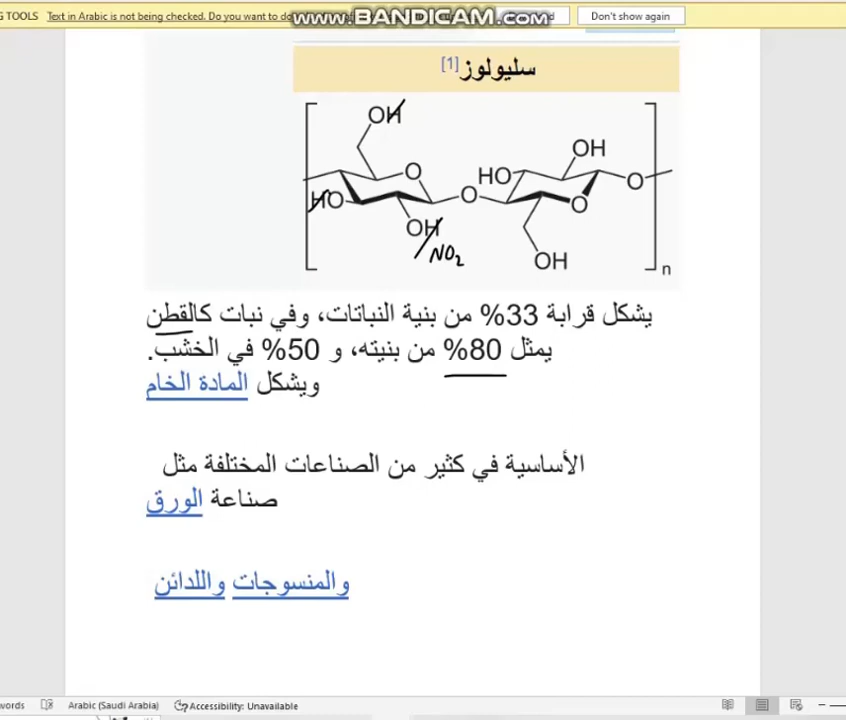 G TOOLS Text in Arabic is not being checked. Do you want to do
www.BANDICAM.com
Don't show again
سليولوز[1]
OH
O
HO
OH
O
HO
OH
O
O
NO2
OH
n
يشكل قرابة 33% من بنية النباتات، وفي نبات كالقطن
يمثل 80% من بنيته، و 50% في الخشب.
ويشكل المادة الخام
الأساسية في كثير من الصناعات المختلفة مثل
صناعة الورق
والمنسوجات واللدائن
words Arabic (Saudi Arabia) Accessibility: Unavailable